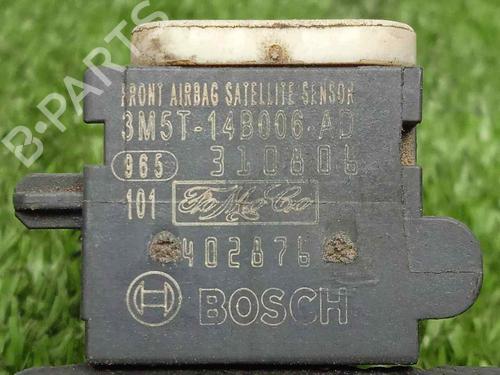 FRONT AIRBAG SATELLITE SENSOR
3M5T-14B006-AD
965 310806
101 FoMoCo
402876
BOSCH
B-PARTS